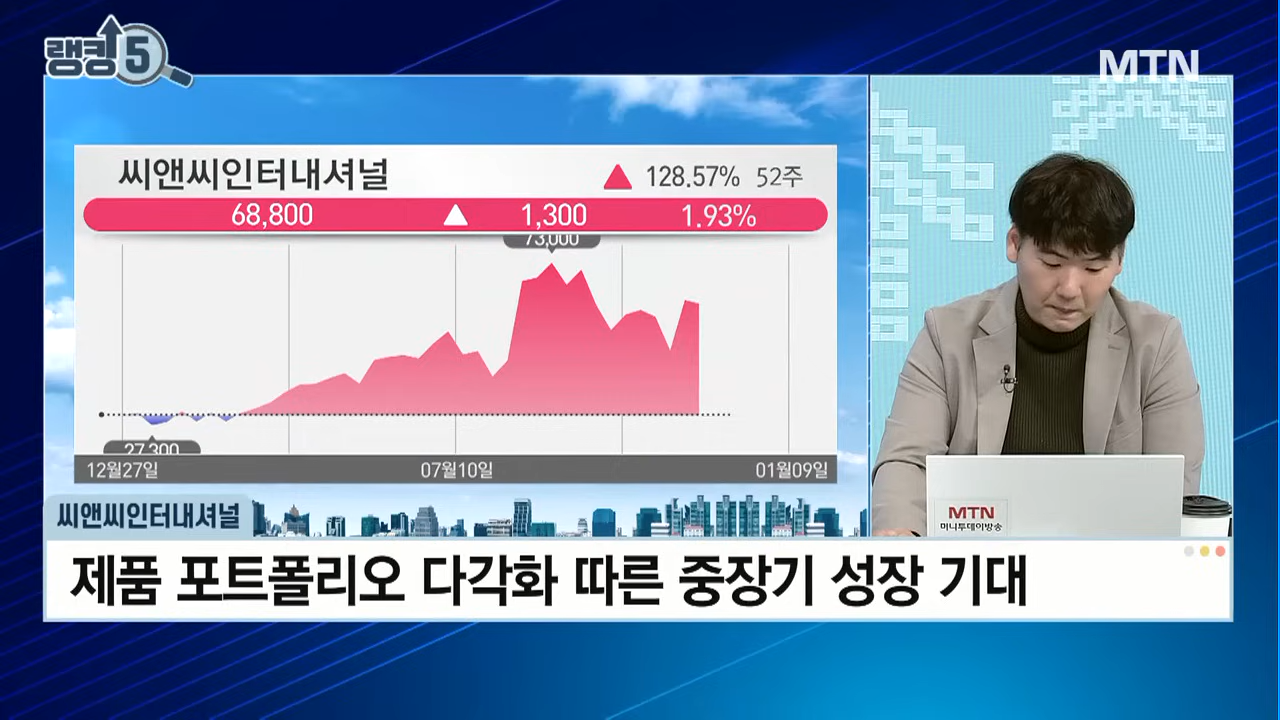 랭킹5
MTN
씨앤씨인터내셔널
▲ 128.57% 52주
68,800 ▲ 1,300 1.93%
73,000
27,300
12월27일 07월10일 01월09일
씨앤씨인터내셔널
MTN
머니투데이방송
제품 포트폴리오 다각화 따른 중장기 성장 기대